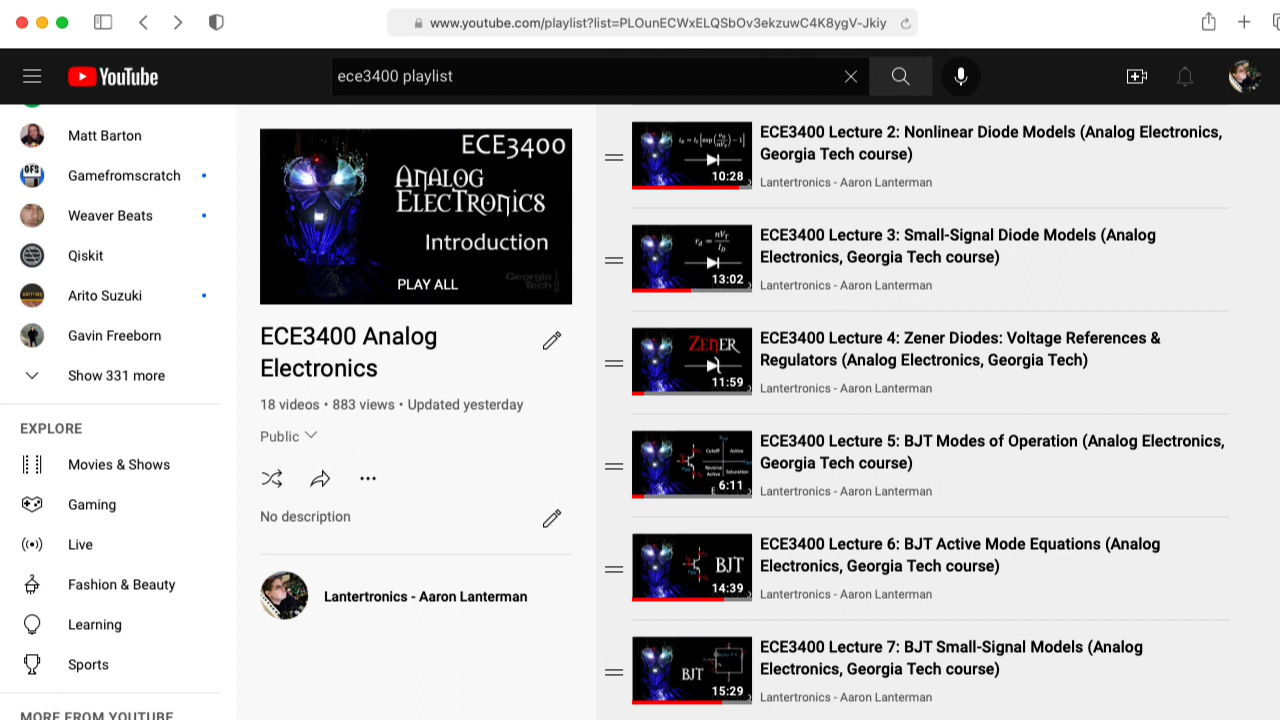 www.youtube.com/playlist?list=PLOunECWxELQSbOv3ekzuwC4K8ygV-Jkiy
YouTube
ece3400 playlist
Matt Barton
GFS
Gamefromscratch
Weaver Beats
Qiskit
Arito Suzuki
Gavin Freeborn
Show 331 more
EXPLORE
Movies & Shows
Gaming
Live
Fashion & Beauty
Learning
Sports
MORE FROM YOUTUBE
ECE3400
Analog
Electronics
Introduction
Georgia
Tech
PLAY ALL
ECE3400 Analog
Electronics
18 videos • 883 views • Updated yesterday
Public
No description
Lantertronics - Aaron Lanterman
10:28
ECE3400 Lecture 2: Nonlinear Diode Models (Analog Electronics,
Georgia Tech course)
Lantertronics - Aaron Lanterman
13:02
ECE3400 Lecture 3: Small-Signal Diode Models (Analog
Electronics, Georgia Tech course)
Lantertronics - Aaron Lanterman
ZENER
11:59
ECE3400 Lecture 4: Zener Diodes: Voltage References &
Regulators (Analog Electronics, Georgia Tech)
Lantertronics - Aaron Lanterman
Cutoff Active
Reverse Active Saturation
6:11
ECE3400 Lecture 5: BJT Modes of Operation (Analog Electronics,
Georgia Tech course)
Lantertronics - Aaron Lanterman
BJT
14:39
ECE3400 Lecture 6: BJT Active Mode Equations (Analog
Electronics, Georgia Tech course)
Lantertronics - Aaron Lanterman
BJT
15:29
ECE3400 Lecture 7: BJT Small-Signal Models (Analog
Electronics, Georgia Tech course)
Lantertronics - Aaron Lanterman